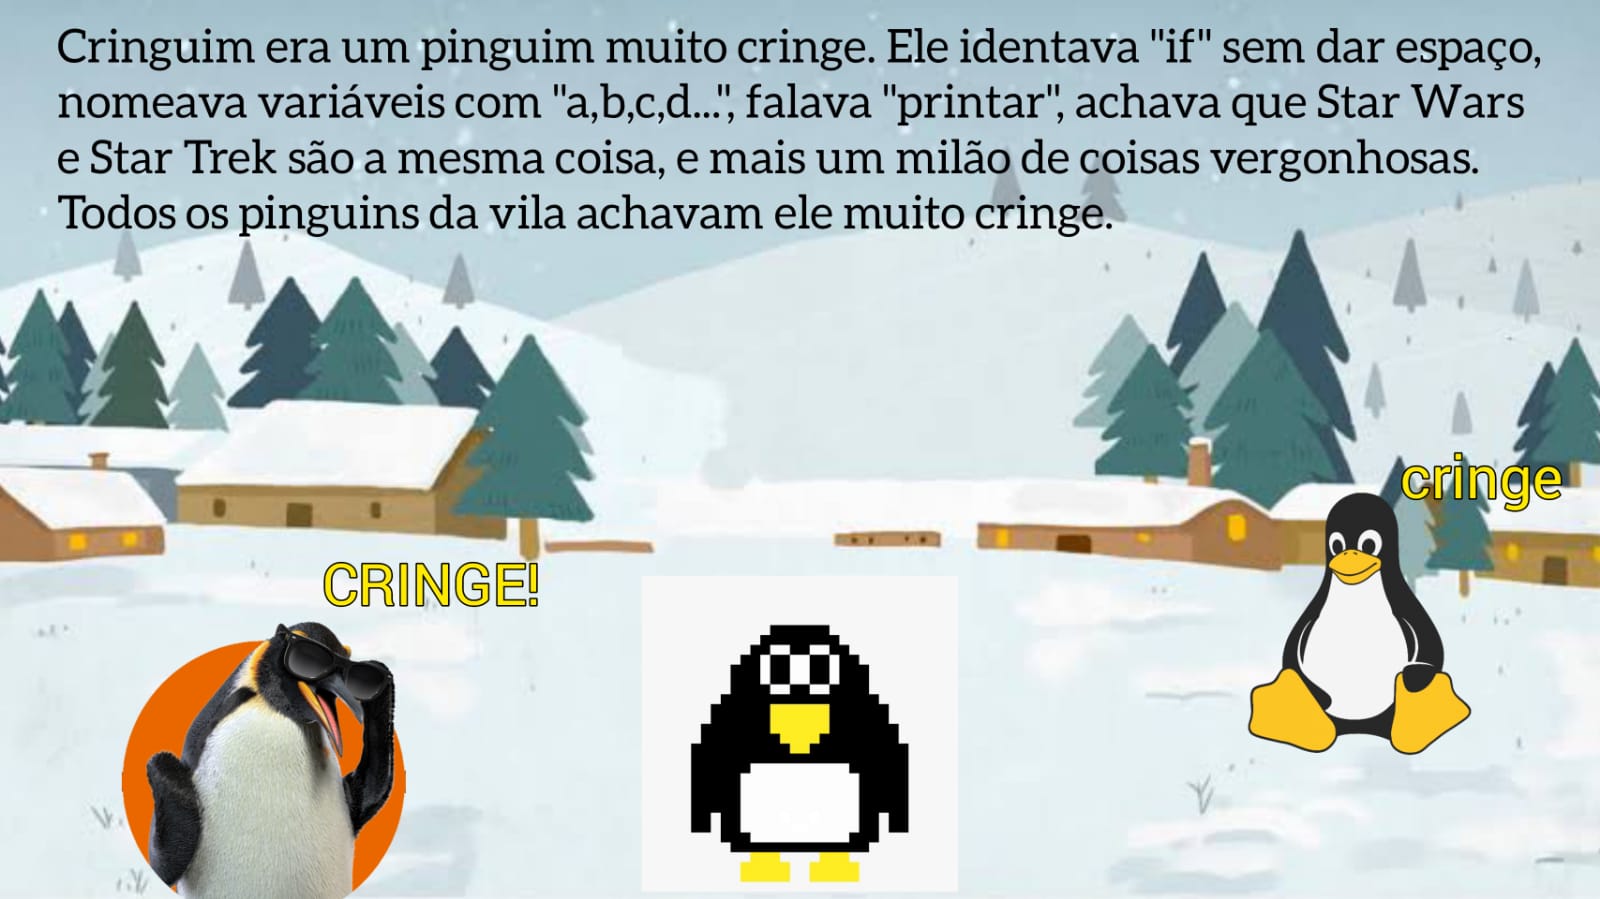 Cringuim era um pinguim muito cringe. Ele identava "if" sem dar espaço,
nomeava variáveis com "a,b,c,d...", falava "printar", achava que Star Wars
e Star Trek são a mesma coisa, e mais um milão de coisas vergonhosas.
Todos os pinguins da vila achavam ele muito cringe.
cringe
CRINGE!